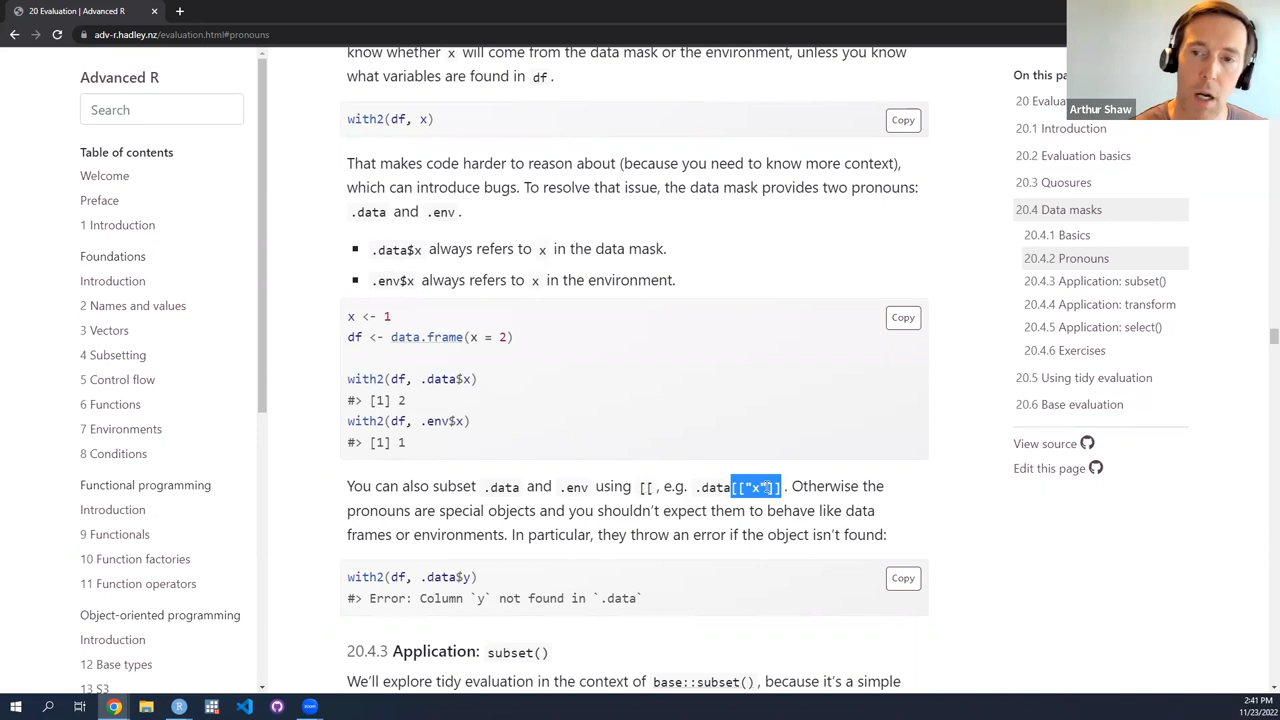 20 Evaluation | Advanced R
adv-r.hadley.nz/evaluation.html#pronouns
Arthur Shaw
Advanced R
Search
Table of contents
Welcome
Preface
1 Introduction
Foundations
Introduction
2 Names and values
3 Vectors
4 Subsetting
5 Control flow
6 Functions
7 Environments
8 Conditions
Functional programming
Introduction
9 Functionals
10 Function factories
11 Function operators
Object-oriented programming
Introduction
12 Base types
13 S3
know whether x will come from the data mask or the environment, unless you know
what variables are found in df.
with2(df, x)
Copy
That makes code harder to reason about (because you need to know more context),
which can introduce bugs. To resolve that issue, the data mask provides two pronouns:
.data and .env.
▪ .data$x always refers to x in the data mask.
▪ .env$x always refers to x in the environment.
x <- 1
Copy
df <- data.frame(x = 2)
with2(df, .data$x)
#> [1] 2
with2(df, .env$x)
#> [1] 1
You can also subset .data and .env using [[, e.g. .data[["x"]]. Otherwise the
pronouns are special objects and you shouldn't expect them to behave like data
frames or environments. In particular, they throw an error if the object isn't found:
with2(df, .data$y)
Copy
#> Error: Column `y` not found in `.data`
20.4.3 Application: subset()
We'll explore tidy evaluation in the context of base::subset(), because it's a simple
On this pa
20 Evalua
20.1 Introduction
20.2 Evaluation basics
20.3 Quosures
20.4 Data masks
20.4.1 Basics
20.4.2 Pronouns
20.4.3 Application: subset()
20.4.4 Application: transform
20.4.5 Application: select()
20.4.6 Exercises
20.5 Using tidy evaluation
20.6 Base evaluation
View source
Edit this page
2:41 PM
11/23/2022